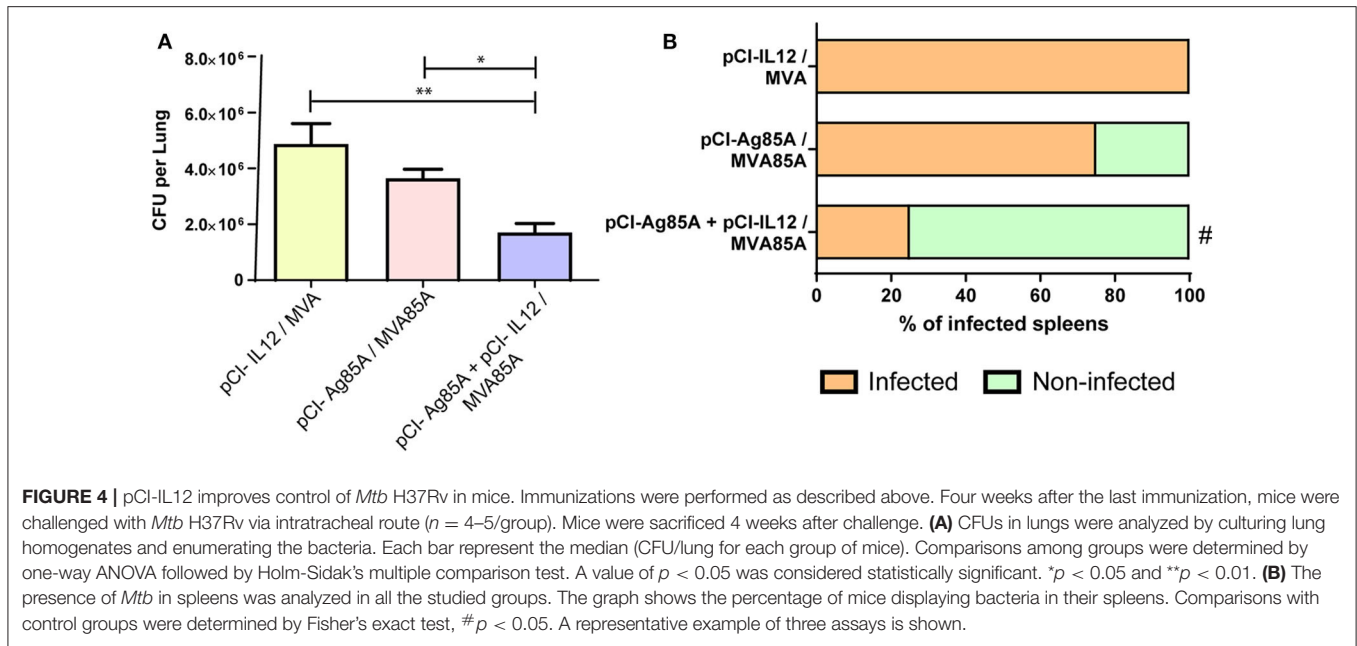 A
CFU per Lung
8.0×10⁶
6.0×10⁶
4.0×10⁶
2.0×10⁶
0
*
**
pCI- IL12 / MVA
pCI- Ag85A / MVA85A
pCI- Ag85A + pCI- IL12 /
MVA85A
B
pCI-IL12 /
MVA
pCI-Ag85A /
MVA85A
pCI-Ag85A + pCI-IL12 /
MVA85A
#
0 20 40 60 80 100
% of infected spleens
Infected Non-infected
FIGURE 4 | pCI-IL12 improves control of Mtb H37Rv in mice. Immunizations were performed as described above. Four weeks after the last immunization, mice were
challenged with Mtb H37Rv via intratracheal route (n = 4–5/group). Mice were sacrificed 4 weeks after challenge. (A) CFUs in lungs were analyzed by culturing lung
homogenates and enumerating the bacteria. Each bar represent the median (CFU/lung for each group of mice). Comparisons among groups were determined by
one-way ANOVA followed by Holm-Sidak's multiple comparison test. A value of p < 0.05 was considered statistically significant. *p < 0.05 and **p < 0.01. (B) The
presence of Mtb in spleens was analyzed in all the studied groups. The graph shows the percentage of mice displaying bacteria in their spleens. Comparisons with
control groups were determined by Fisher's exact test, #p < 0.05. A representative example of three assays is shown.